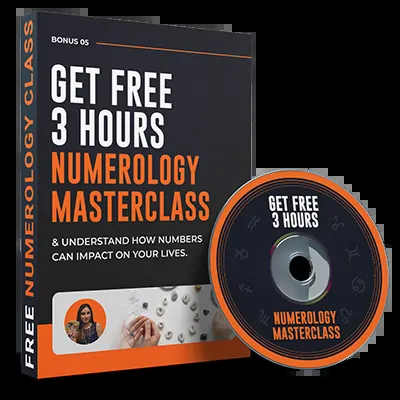 BONUS 05
GET FREE
3 HOURS
NUMEROLOGY
MASTERCLASS
& UNDERSTAND HOW NUMBERS
CAN IMPACT ON YOUR LIVES.
FREE NUMEROLOGY CLASS
GET FREE
3 HOURS
NUMEROLOGY
MASTERCLASS